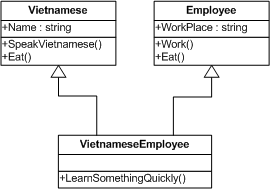 Vietnamese
+Name : string
+SpeakVietnamese()
+Eat()
Employee
+WorkPlace : string
+Work()
+Eat()
VietnameseEmployee
+LearnSomethingQuickly()